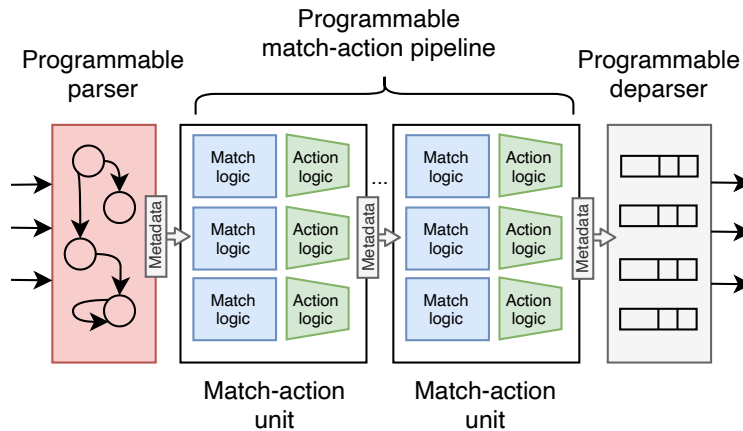 Programmable
match-action pipeline
Programmable
parser
Programmable
deparser
Match
logic
Action
logic
Match
logic
Action
logic
Match
logic
Action
logic
Metadata
...
Metadata
Match
logic
Action
logic
Match
logic
Action
logic
Match
logic
Action
logic
Metadata
Match-action
unit
Match-action
unit